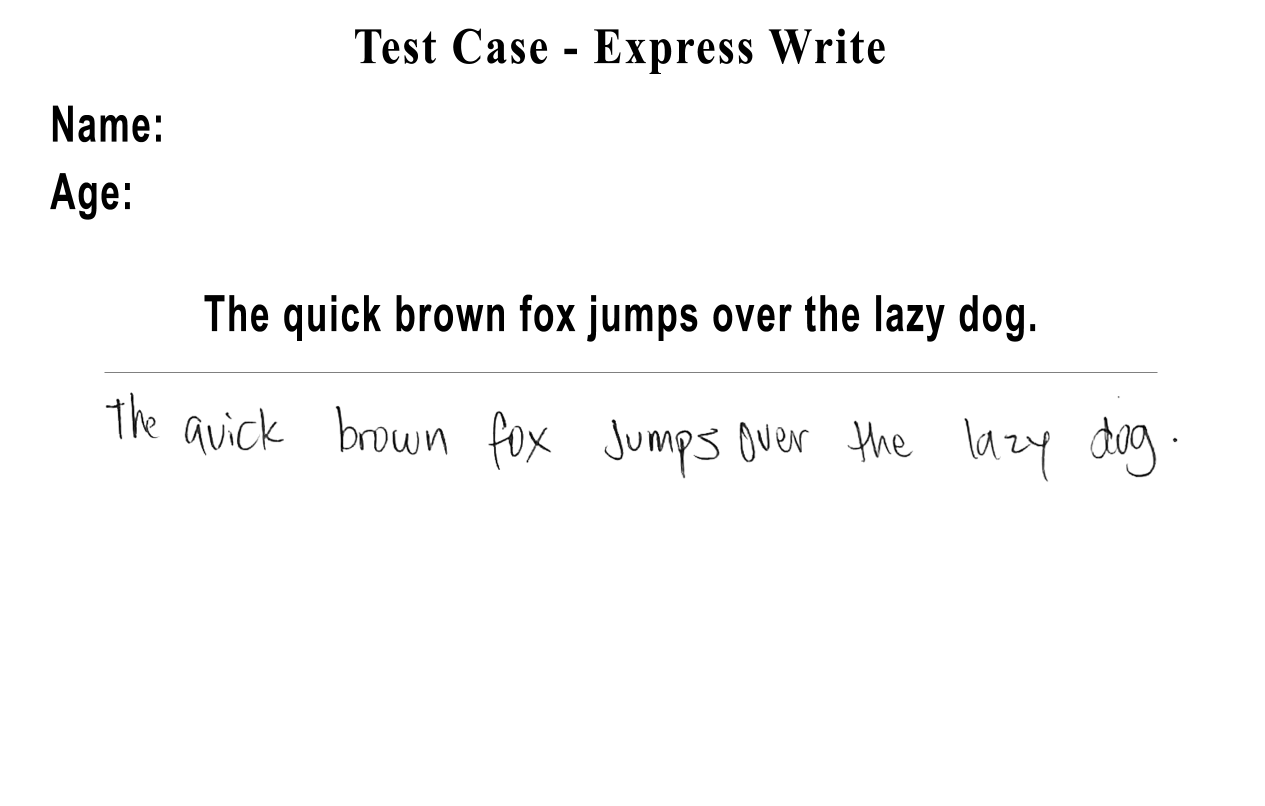 Test Case - Express Write
Name:
Age:
The quick brown fox jumps over the lazy dog.
The quick brown fox Jumps over the lazy dog.